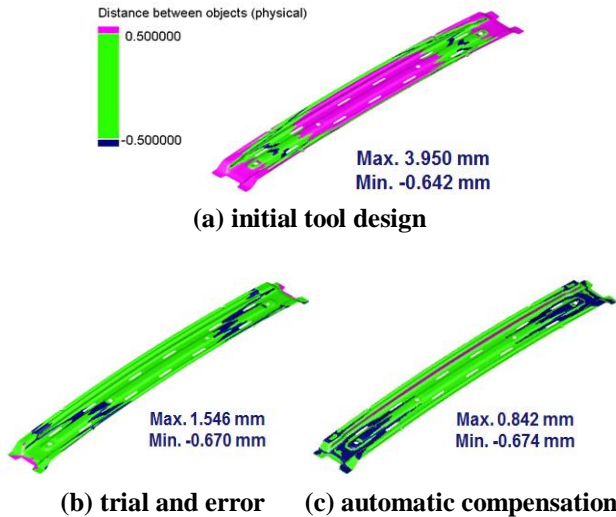 Distance between objects (physical)
0.500000
-0.500000
Max. 3.950 mm
Min. -0.642 mm
(a) initial tool design
Max. 1.546 mm
Min. -0.670 mm
Max. 0.842 mm
Min. -0.674 mm
(b) trial and error
(c) automatic compensation